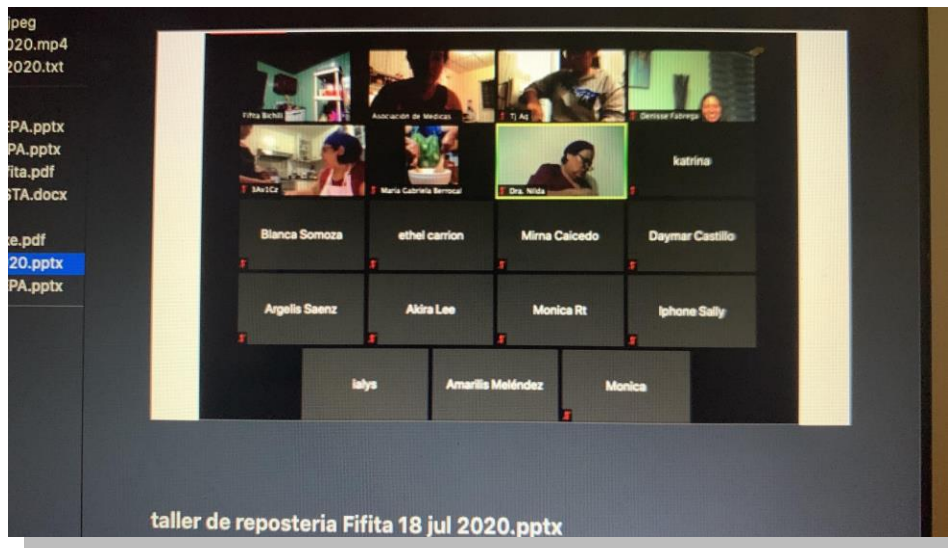 jpeg
020.mp4
2020.txt
EPA.pptx
PA.pptx
fita.pdf
STA.docx
te.pdf
20.pptx
PA.pptx
Fifita Bichili
Asociación de Medicas
Tj Aq
Denisse Fabrega
3Av1Cz
Maria Gabriela Berrocal
Dra. Nilda
katrina
Blanca Somoza
ethel carrion
Mirna Caicedo
Daymar Castillo
Argelis Saenz
Akira Lee
Monica Rt
Iphone Sally
ialys
Amarilis Meléndez
Monica
taller de reposteria Fifita 18 jul 2020.pptx